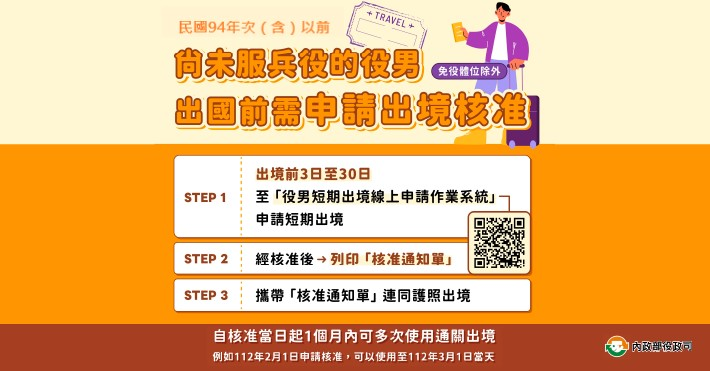 民國94年次（含）以前
TRAVEL
尚未服兵役的役男
免役體位除外
出國前需申請出境核准
STEP 1
出境前3日至30日
至「役男短期出境線上申請作業系統」
申請短期出境
STEP 2
經核准後→列印「核准通知單」
STEP 3
攜帶「核准通知單」連同護照出境
自核准當日起1個月內可多次使用通關出境
例如112年2月1日申請核准，可以使用至112年3月1日當天
內政部役政司